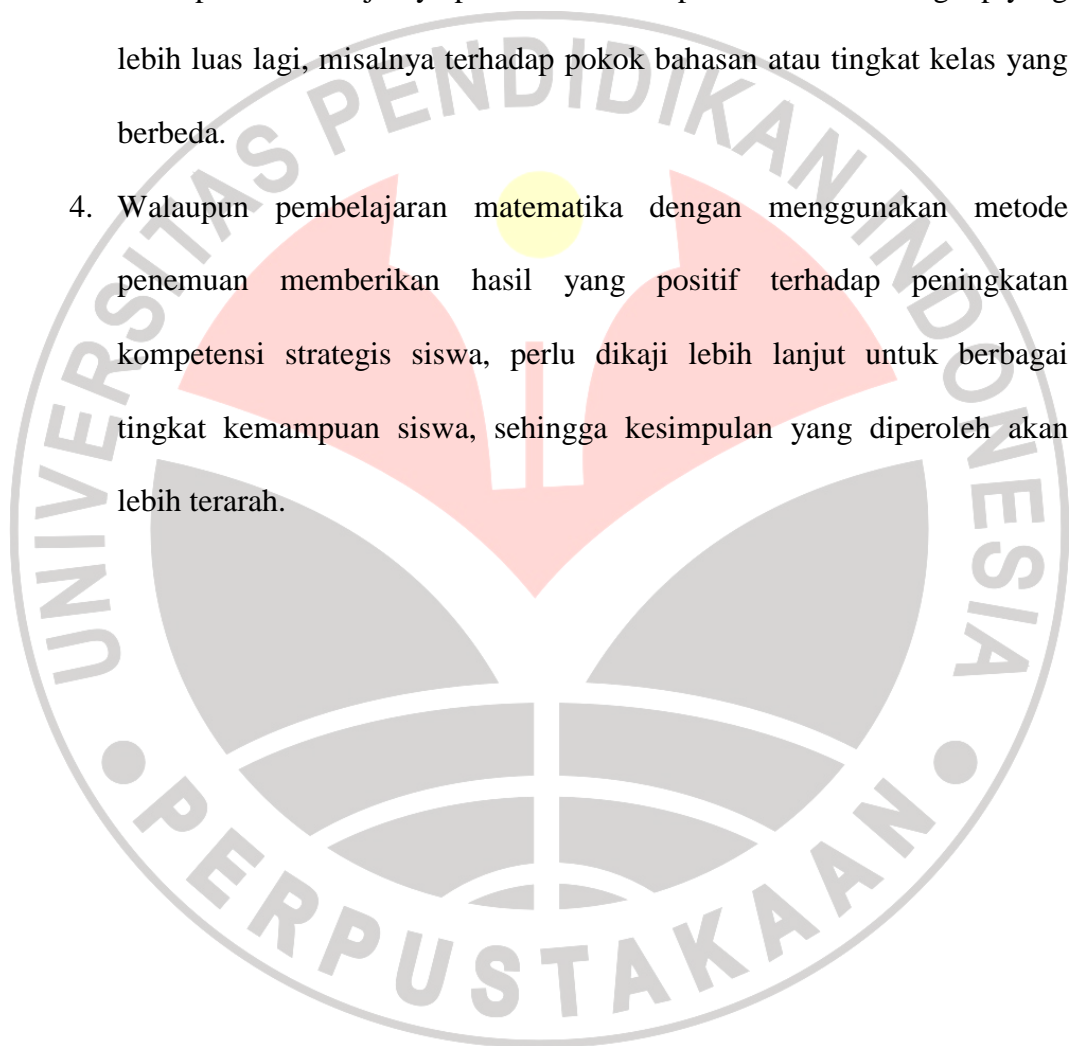 lebih luas lagi, misalnya terhadap pokok bahasan atau tingkat kelas yang
berbeda.
4. Walaupun pembelajaran matematika dengan menggunakan metode
penemuan memberikan hasil yang positif terhadap peningkatan
kompetensi strategis siswa, perlu dikaji lebih lanjut untuk berbagai
tingkat kemampuan siswa, sehingga kesimpulan yang diperoleh akan
lebih terarah.
UNIVERSITAS PENDIDIKAN INDONESIA
PERPUSTAKAAN